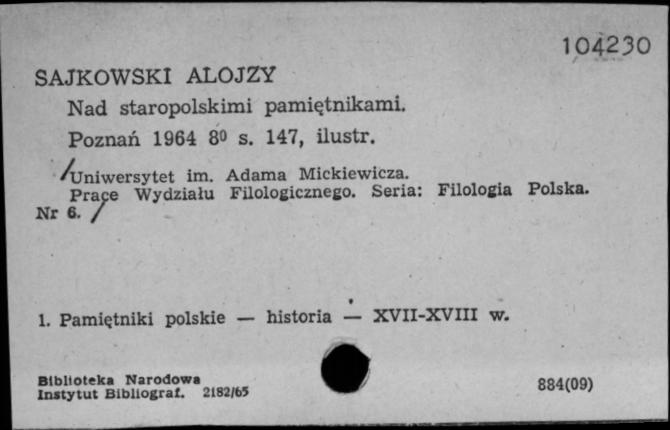 104230
SAJKOWSKI ALOJZY
Nad staropolskimi pamiętnikami.
Poznań 1964 8⁰ s. 147, ilustr.
/Uniwersytet im. Adama Mickiewicza.
Prace Wydziału Filologicznego. Seria: Filologia Polska.
Nr 6. /
1. Pamiętniki polskie — historia — XVII-XVIII w.
Biblioteka Narodowa
Instytut Bibliograf. 2182/65
884(09)